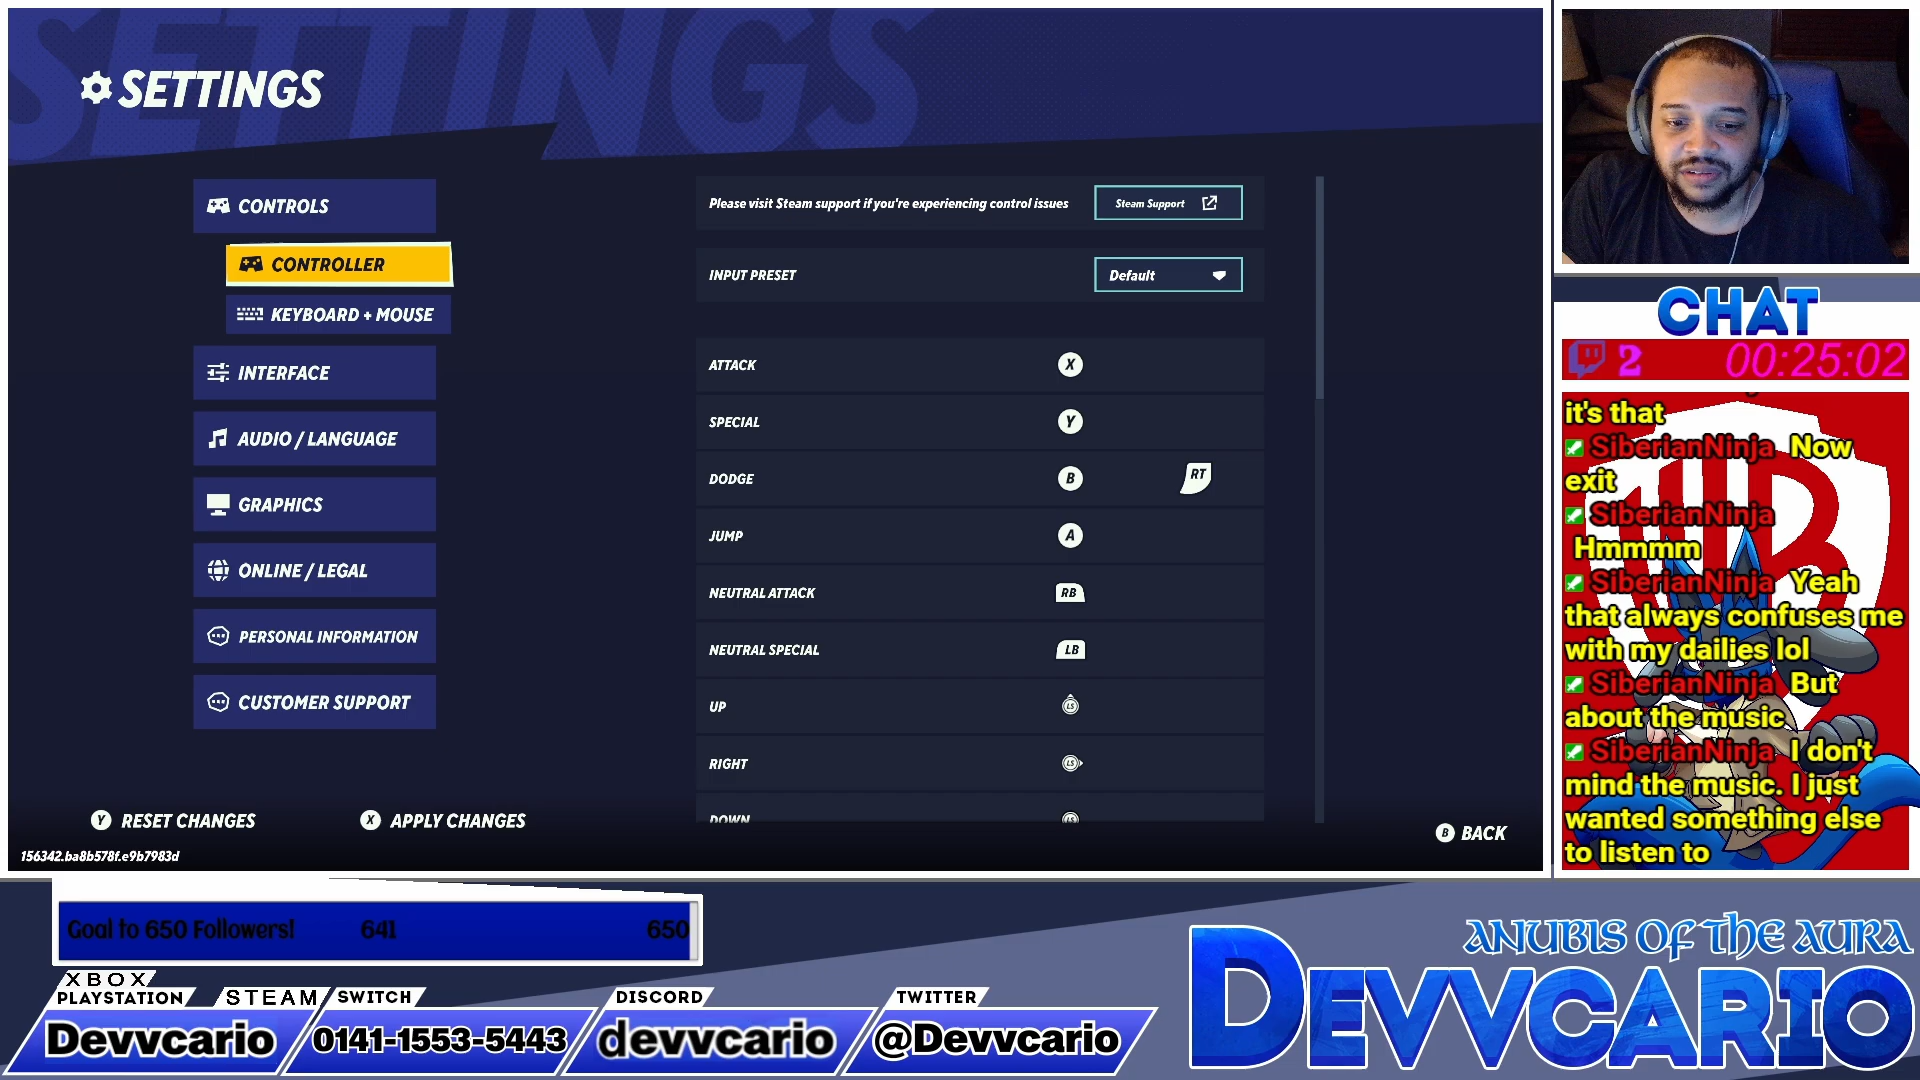 SETTINGS
SETTINGS
CONTROLS
CONTROLLER
KEYBOARD + MOUSE
INTERFACE
AUDIO / LANGUAGE
GRAPHICS
ONLINE / LEGAL
PERSONAL INFORMATION
CUSTOMER SUPPORT
Please visit Steam support if you're experiencing control issues
Steam Support
INPUT PRESET
Default
ATTACK X
SPECIAL Y
DODGE B RT
JUMP A
NEUTRAL ATTACK RB
NEUTRAL SPECIAL LB
UP LS
RIGHT LS
DOWN LS
Y RESET CHANGES
X APPLY CHANGES
B BACK
156342.ba8b578f.e9b7983d
CHAT
2 00:25:02
it's that
SiberianNinja Now
exit
SiberianNinja
Hmmmm
SiberianNinja Yeah
that always confuses me
with my dailies lol
SiberianNinja But
about the music
SiberianNinja I don't
mind the music. I just
wanted something else
to listen to
Goal to 650 Followers! 641 650
XBOX
PLAYSTATION STEAM
Devvcario
SWITCH
0141-1553-5443
DISCORD
devvcario
TWITTER
@Devvcario
ANUBIS OF THE AURA
DEVVCARIO